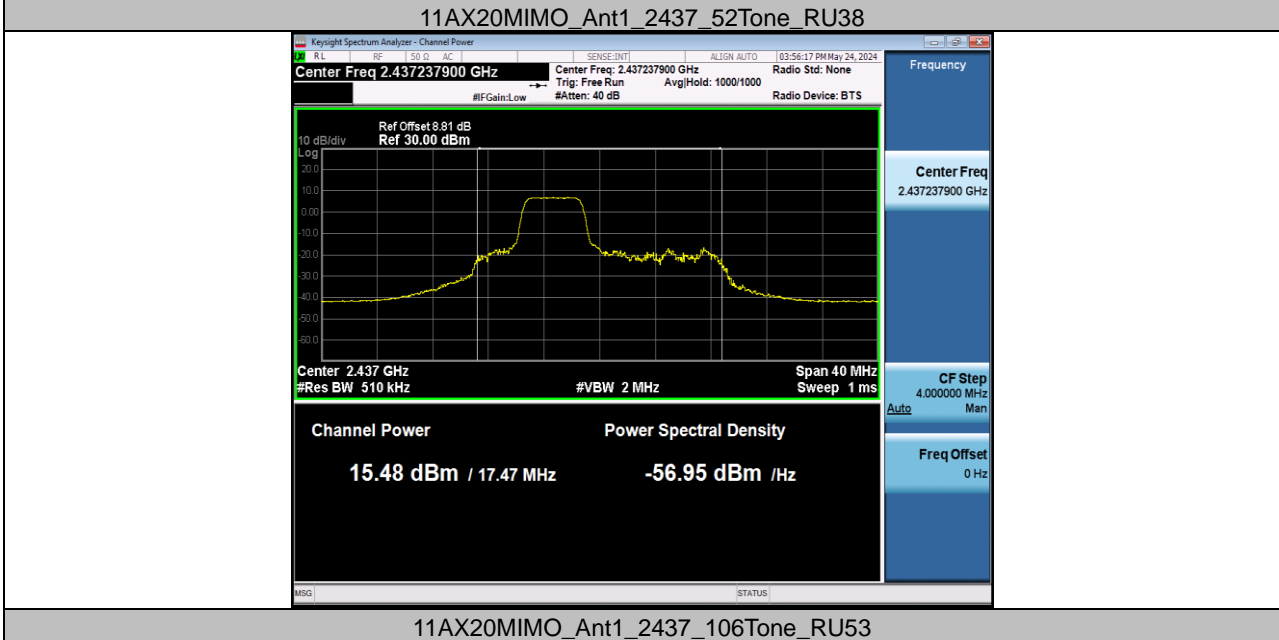 11AX20MIMO_Ant1_2437_52Tone_RU38
Keysight Spectrum Analyzer - Channel Power
RL RF 50 Ω AC SENSE:INT ALIGN AUTO 03:56:17 PM May 24, 2024
Center Freq 2.437237900 GHz Center Freq: 2.437237900 GHz Radio Std: None Frequency
Trig: Free Run Avg|Hold: 1000/1000
#IFGain:Low #Atten: 40 dB Radio Device: BTS
Ref Offset 8.81 dB
10 dB/div Ref 30.00 dBm
Log
20.0
10.0
0.00
-10.0
-20.0
-30.0
-40.0
-50.0
-60.0
Center 2.437 GHz Span 40 MHz
#Res BW 510 kHz #VBW 2 MHz Sweep 1 ms
Channel Power Power Spectral Density
15.48 dBm / 17.47 MHz -56.95 dBm /Hz
Center Freq
2.437237900 GHz
CF Step
4.000000 MHz
Auto Man
Freq Offset
0 Hz
MSG STATUS
11AX20MIMO_Ant1_2437_106Tone_RU53